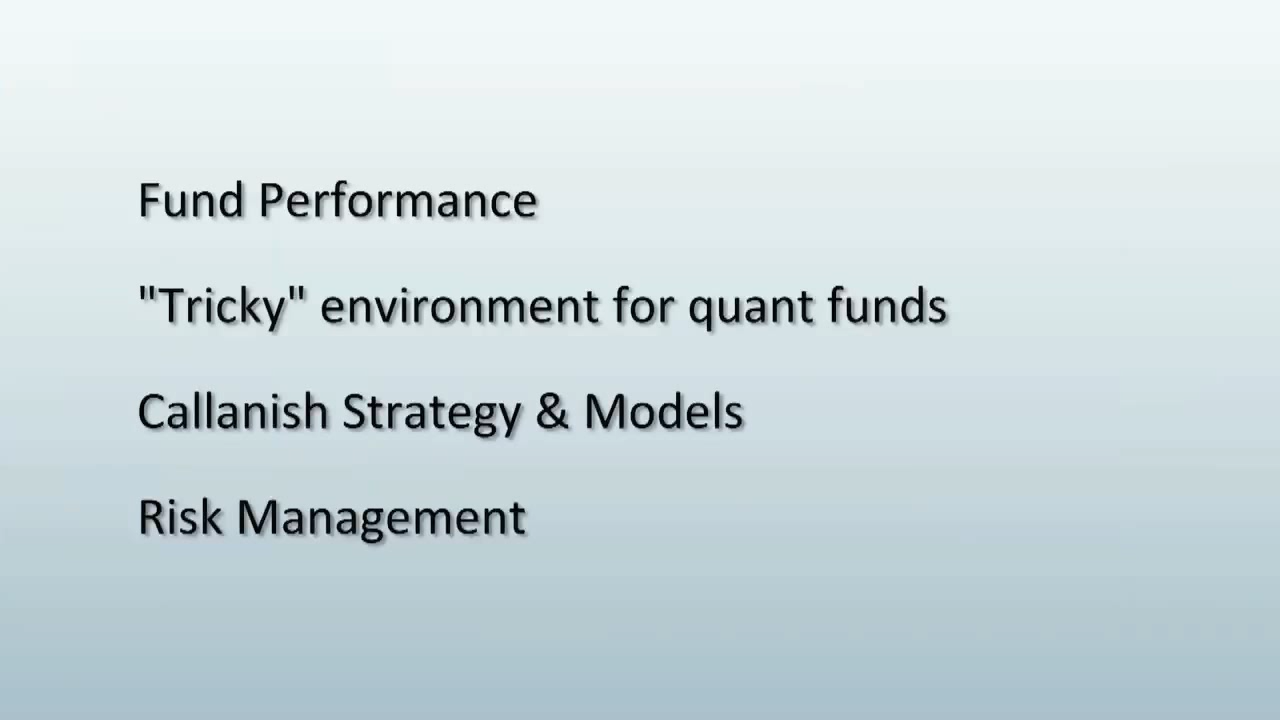 Fund Performance
"Tricky" environment for quant funds
Callanish Strategy & Models
Risk Management